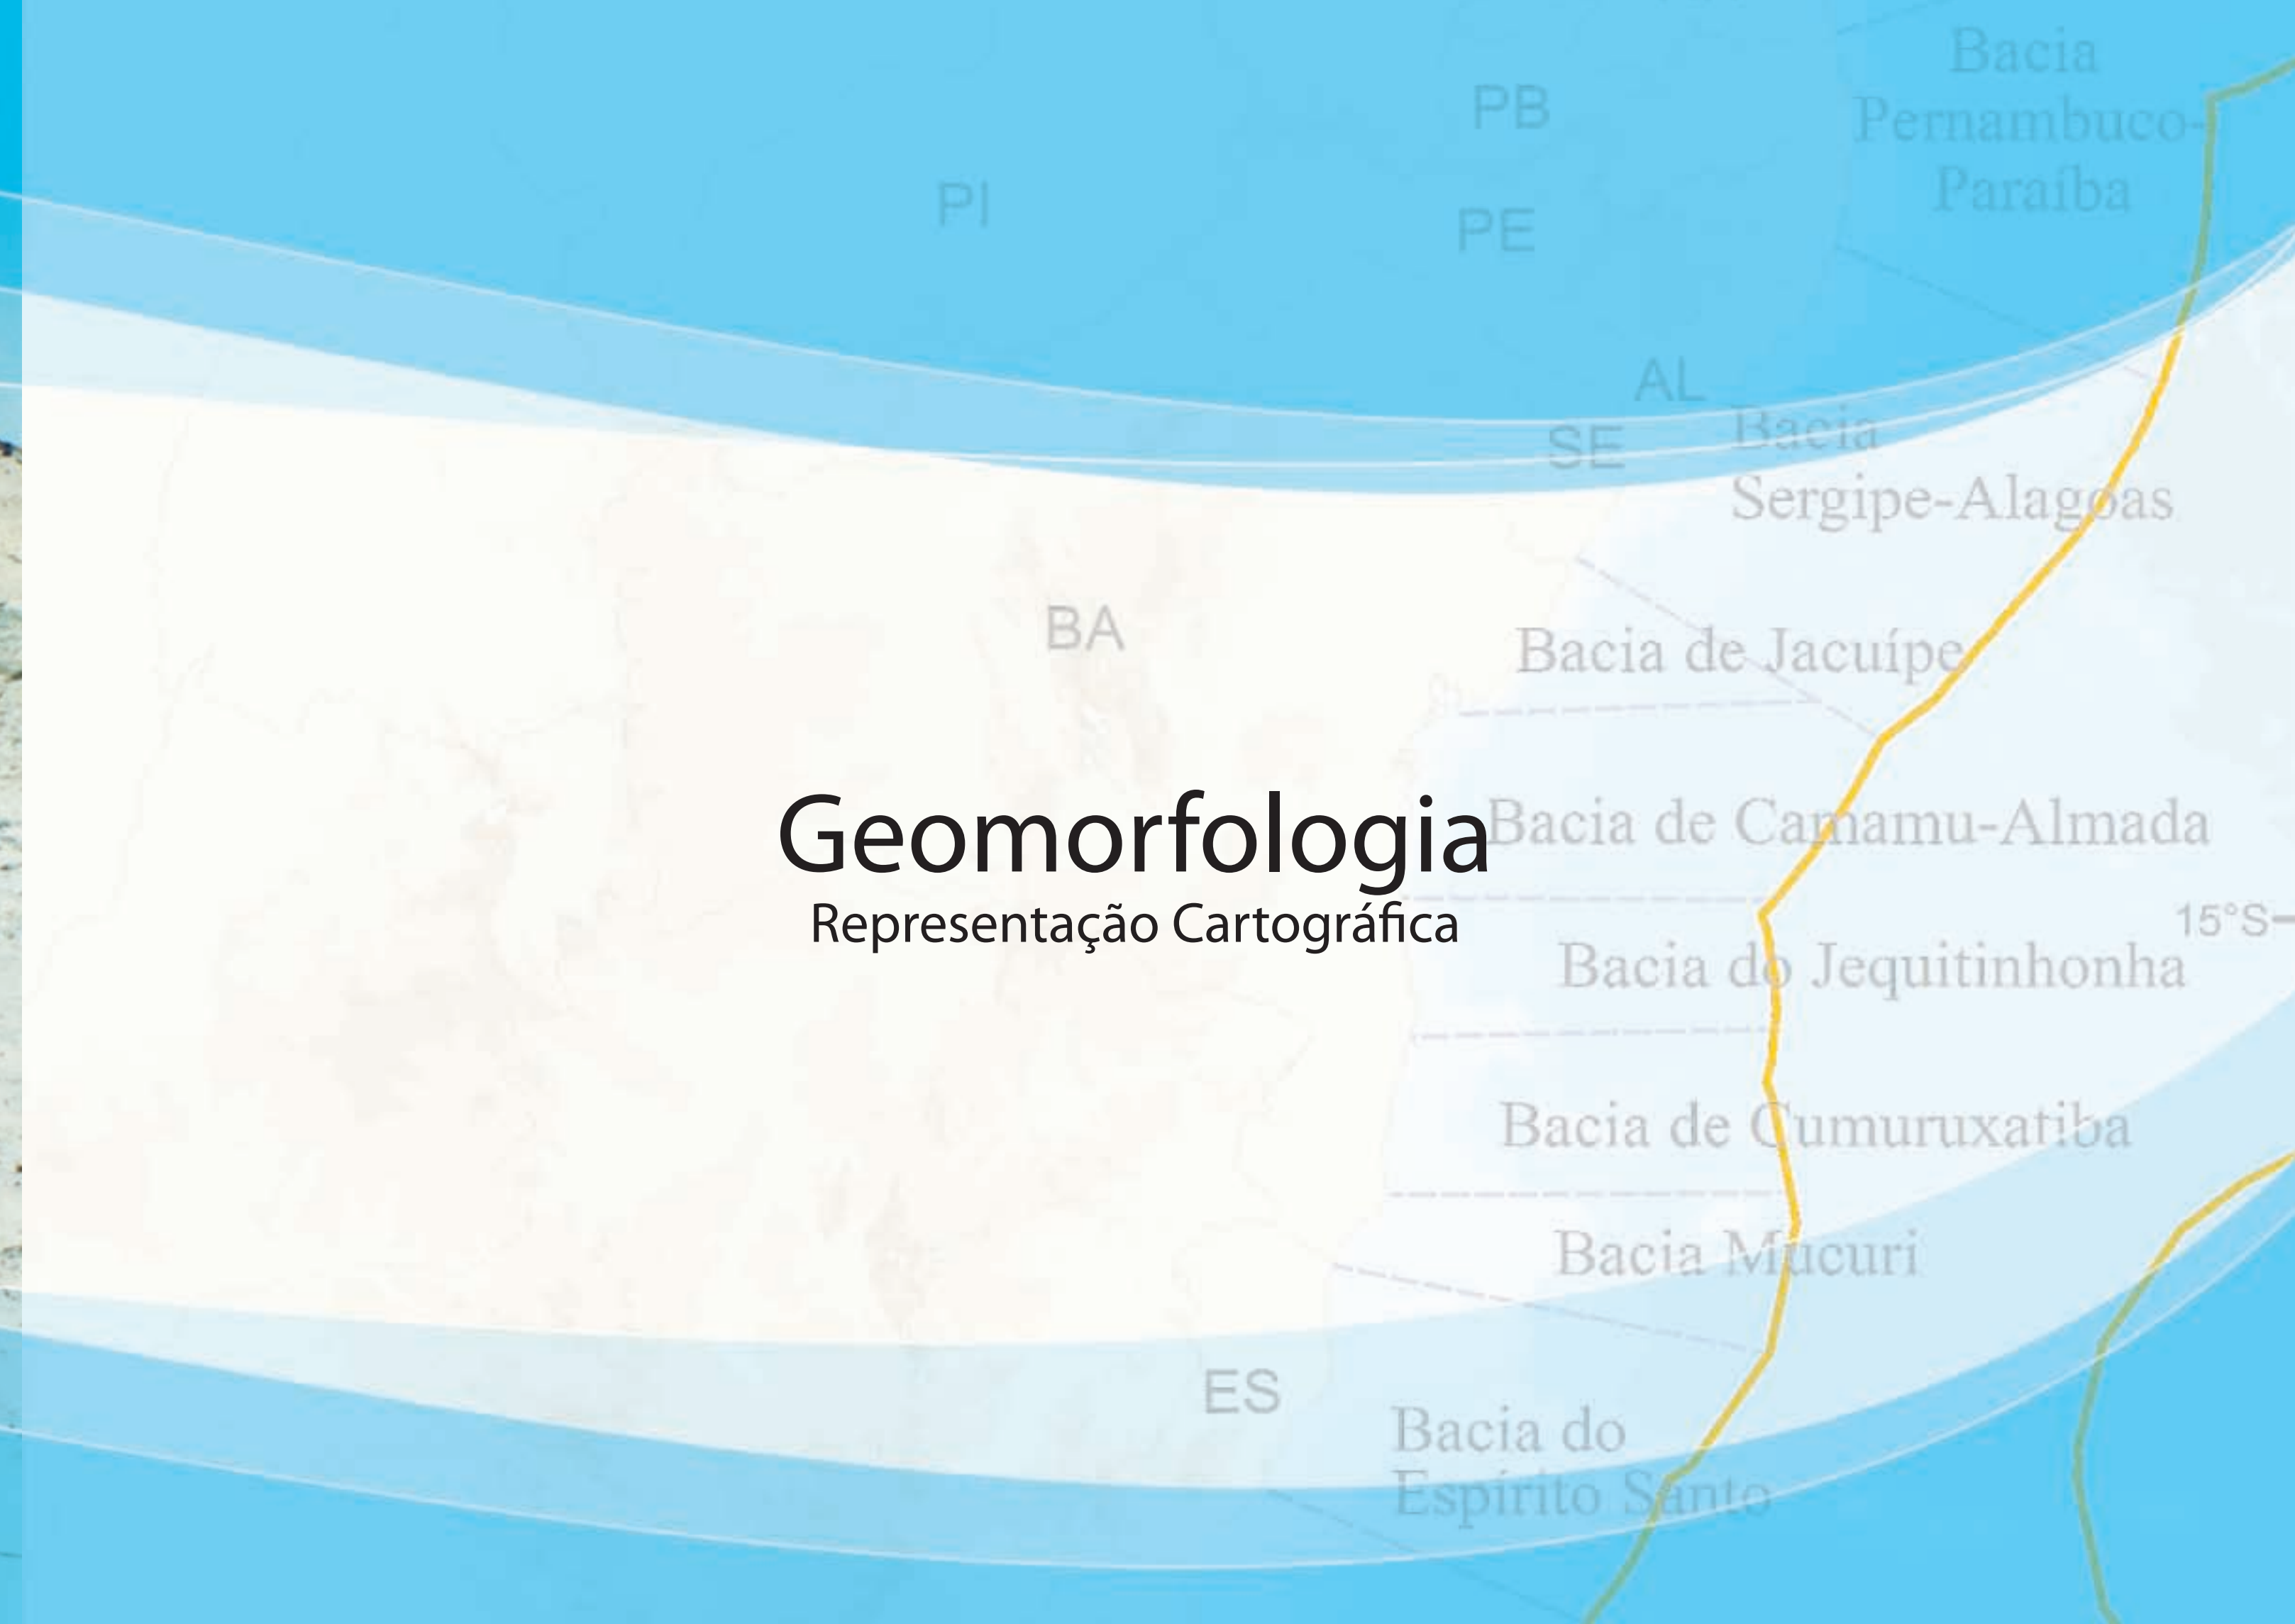 Bacia
Pernambuco-
Paraíba
PB
PI
PE
AL
SE
Bacia
Sergipe-Alagoas
BA
Bacia de Jacuípe
Geomorfologia
Representação Cartográfica
Bacia de Camamu-Almada
15°S
Bacia do Jequitinhonha
Bacia de Cumuruxatiba
Bacia Mucuri
ES
Bacia do
Espírito Santo